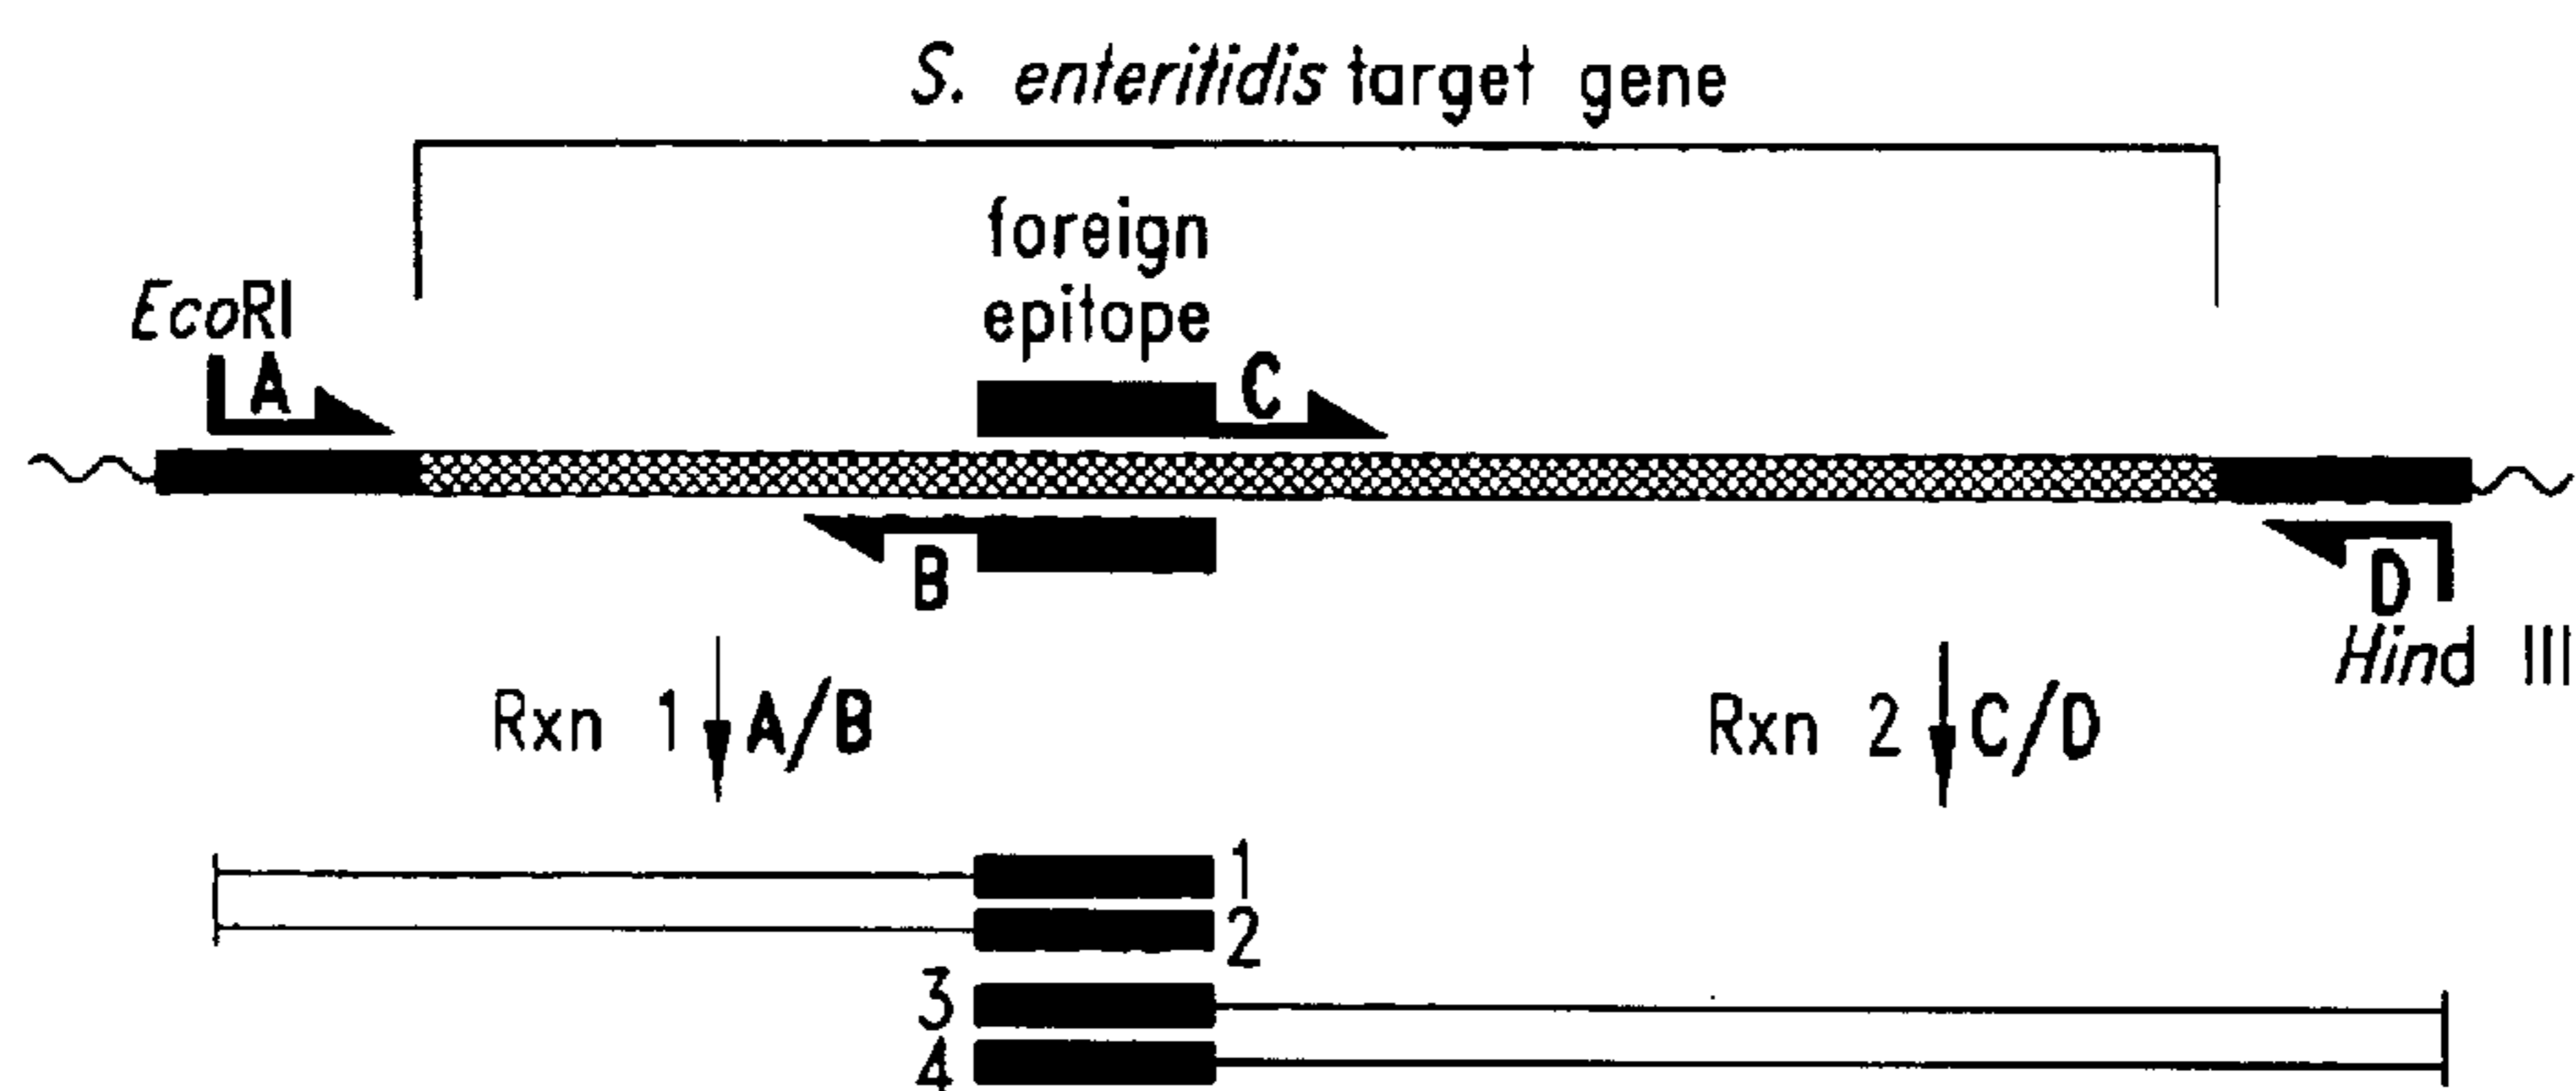 S. enteritidis target gene
foreign
epitope
EcoRI
A
C
B
D
Hind III
Rxn 1 A/B
Rxn 2 C/D
1
2
3
4